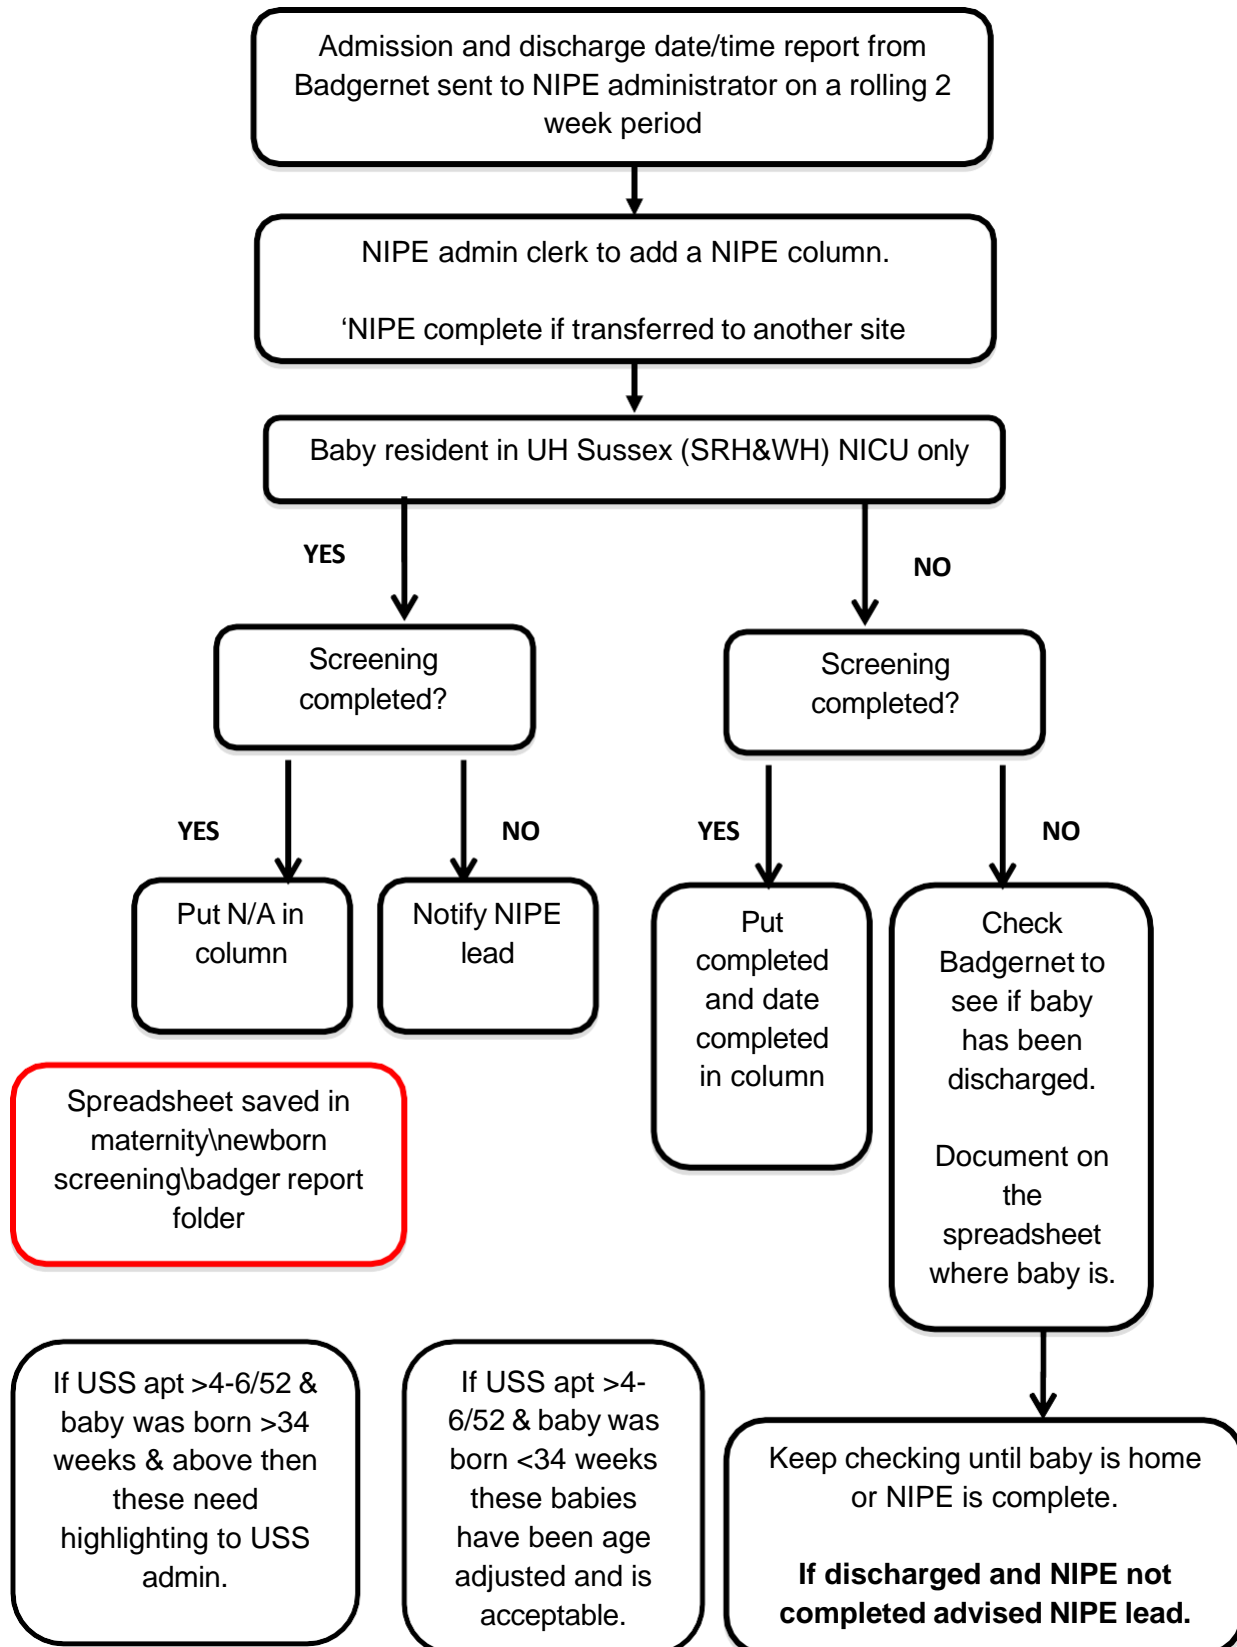 Admission and discharge date/time report from
Badgernet sent to NIPE administrator on a rolling 2
week period
NIPE admin clerk to add a NIPE column.
‘NIPE complete if transferred to another site
Baby resident in UH Sussex (SRH&WH) NICU only
YES
NO
Screening
completed?
Screening
completed?
YES
NO
YES
NO
Put N/A in
column
Notify NIPE
lead
Put
completed
and date
completed
in column
Check
Badgernet to
see if baby
has been
discharged.
Document on
the
spreadsheet
where baby is.
Spreadsheet saved in
maternity\newborn
screening\badger report
folder
If USS apt >4-6/52 &
baby was born >34
weeks & above then
these need
highlighting to USS
admin.
If USS apt >4-
6/52 & baby was
born <34 weeks
these babies
have been age
adjusted and is
acceptable.
Keep checking until baby is home
or NIPE is complete.
If discharged and NIPE not
completed advised NIPE lead.